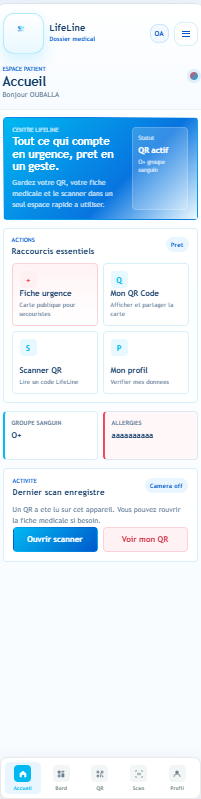 LifeLine
Dossier medical
OA
ESPACE PATIENT
Accueil
Bonjour OUBALLA
CENTRE LIFELINE
Tout ce qui compte
en urgence, pret en
un geste.
Gardez votre QR, votre fiche
medicale et le scanner dans un
seul espace rapide a utiliser.
Statut
QR actif
O+ groupe
sanguin
ACTIONS
Raccourcis essentiels
Pret
+
Fiche urgence
Carte publique pour
secouristes
Q
Mon QR Code
Afficher et partager la
carte
S
Scanner QR
Lire un code LifeLine
P
Mon profil
Verifier mes donnees
GROUPE SANGUIN
O+
ALLERGIES
aaaaaaaaaa
ACTIVITE
Dernier scan enregistre
Camera off
Un QR a ete lu sur cet appareil. Vous pouvez rouvrir
la fiche medicale si besoin.
Ouvrir scanner
Voir mon QR
Accueil
Bord
QR
Scan
Profil